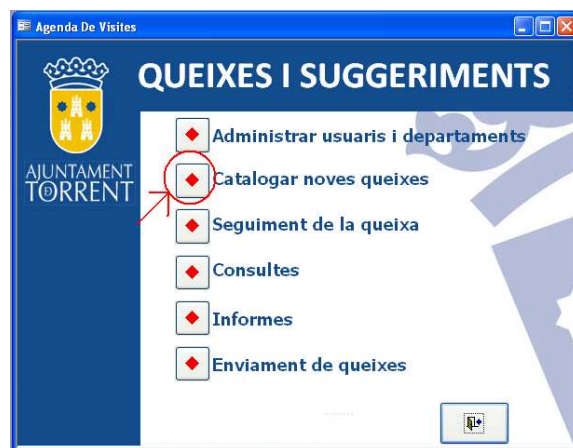 Agenda De Visites
QUEIXES I SUGGERIMENTS
AJUNTAMENT
DE
TORRENT
Administrar usuaris i departaments
Catalogar noves queixes
Seguiment de la queixa
Consultes
Informes
Enviament de queixes